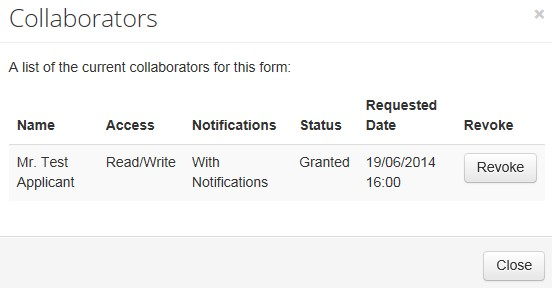 Collaborators ×
A list of the current collaborators for this form:
Name Access Notifications Status Requested Date Revoke
Mr. Test Applicant Read/Write With Notifications Granted 19/06/2014 16:00 Revoke
Close